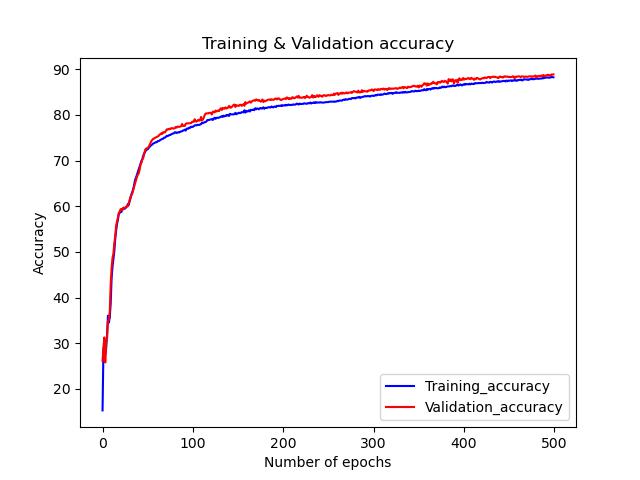 Training & Validation accuracy
90
80
70
60
50
40
30
20
Accuracy
Training_accuracy
Validation_accuracy
0 100 200 300 400 500
Number of epochs